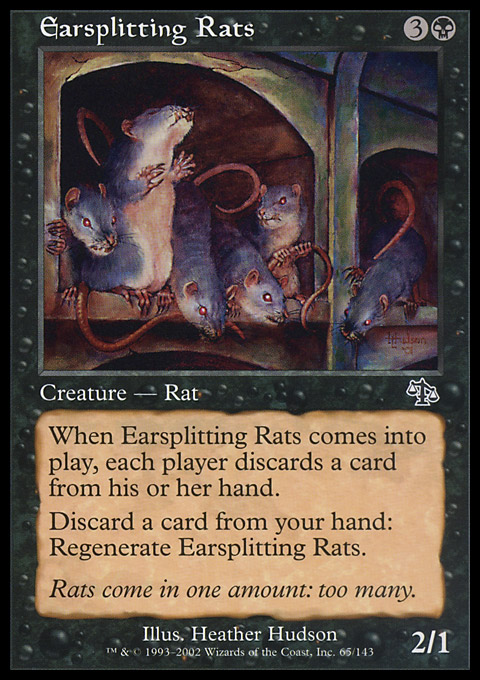 Earsplitting Rats 3
Creature — Rat
When Earsplitting Rats comes into
play, each player discards a card
from his or her hand.
Discard a card from your hand:
Regenerate Earsplitting Rats.
Rats come in one amount: too many.
Illus. Heather Hudson
™ & © 1993-2002 Wizards of the Coast, Inc. 65/143
2/1